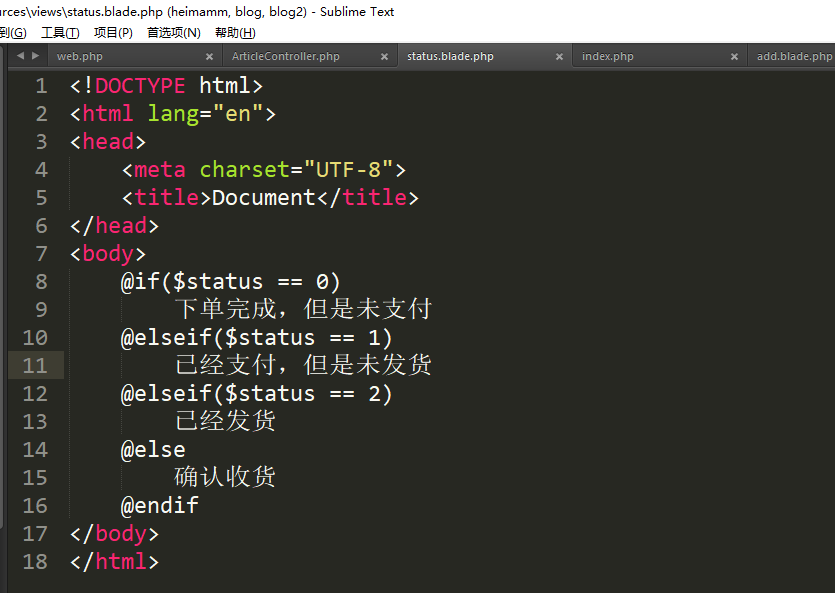 urces\views\status.blade.php (heimamm, blog, blog2) - Sublime Text
到(G) 工具(T) 项目(P) 首选项(N) 帮助(H)
web.php × ArticleController.php × status.blade.php × index.php × add.blade.php
1 <!DOCTYPE html>
2 <html lang="en">
3 <head>
4 <meta charset="UTF-8">
5 <title>Document</title>
6 </head>
7 <body>
8 @if($status == 0)
9 下单完成，但是未支付
10 @elseif($status == 1)
11 已经支付，但是未发货
12 @elseif($status == 2)
13 已经发货
14 @else
15 确认收货
16 @endif
17 </body>
18 </html>